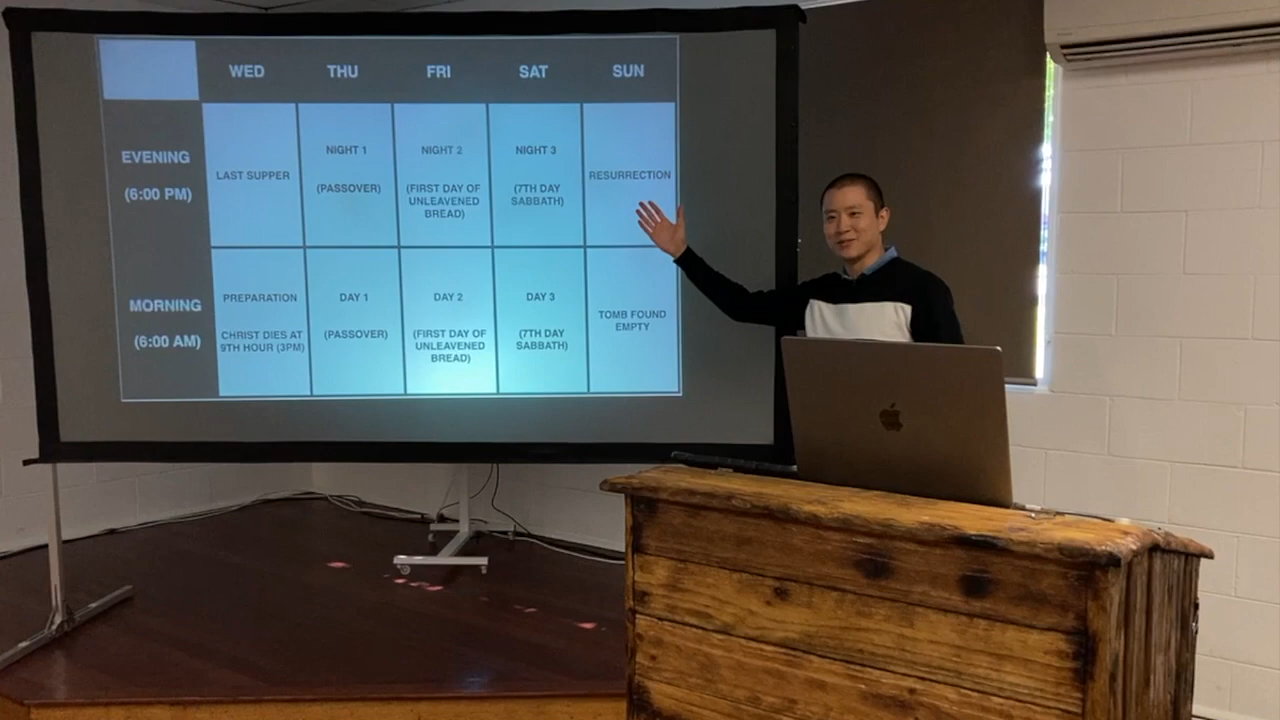 WED THU FRI SAT SUN
EVENING
(6:00 PM)
LAST SUPPER
NIGHT 1
(PASSOVER)
NIGHT 2
(FIRST DAY OF
UNLEAVENED
BREAD)
NIGHT 3
(7TH DAY
SABBATH)
RESURRECTION
MORNING
(6:00 AM)
PREPARATION
CHRIST DIES AT
9TH HOUR (3PM)
DAY 1
(PASSOVER)
DAY 2
(FIRST DAY OF
UNLEAVENED
BREAD)
DAY 3
(7TH DAY
SABBATH)
TOMB FOUND
EMPTY